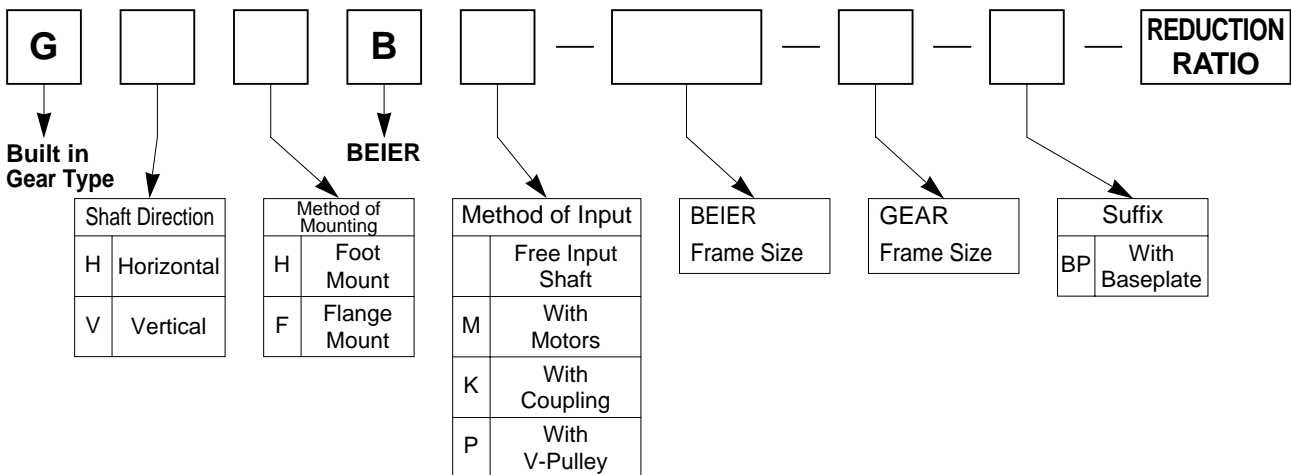 G B — — — — REDUCTION
RATIO
Built in
Gear Type
BEIER
Shaft Direction
H Horizontal
V Vertical
Method of
Mounting
H Foot
Mount
F Flange
Mount
Method of Input
Free Input
Shaft
M With
Motors
K With
Coupling
P With
V-Pulley
BEIER
Frame Size
GEAR
Frame Size
Suffix
BP With
Baseplate